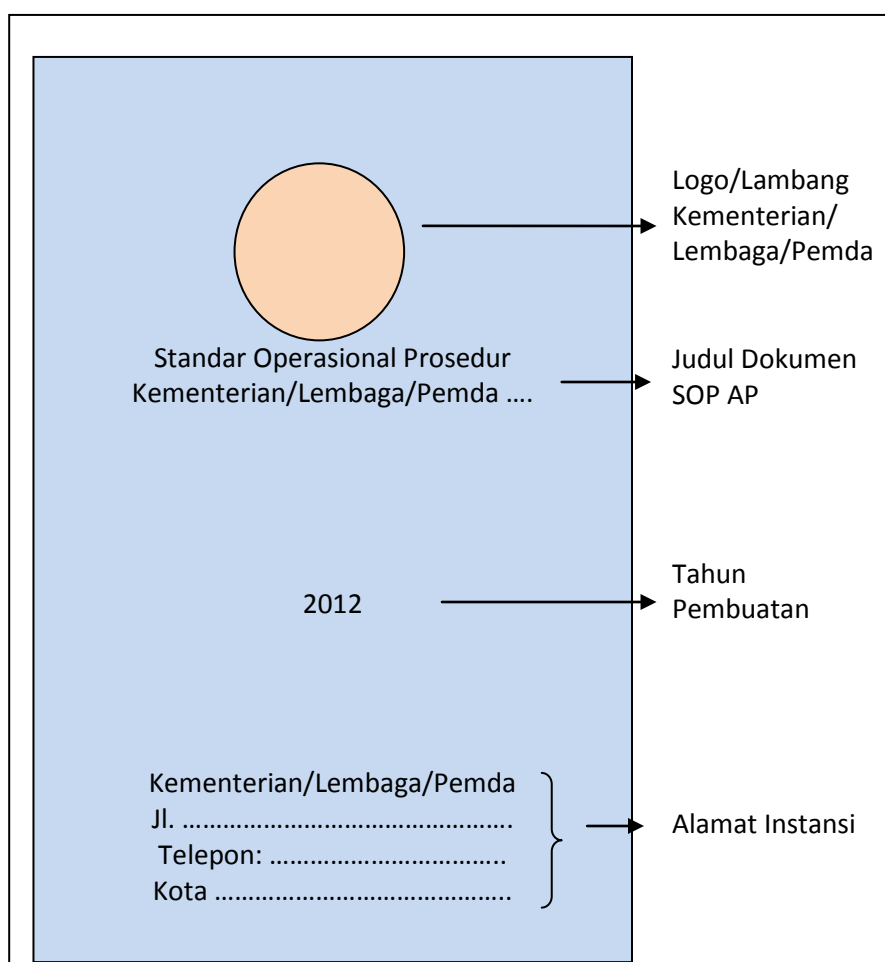 Logo/Lambang
Kementerian/
Lembaga/Pemda
Standar Operasional Prosedur
Kementerian/Lembaga/Pemda ....
Judul Dokumen
SOP AP
2012
Tahun
Pembuatan
Kementerian/Lembaga/Pemda
Jl. ................................................
Telepon: ..................................
Kota ...........................................
Alamat Instansi